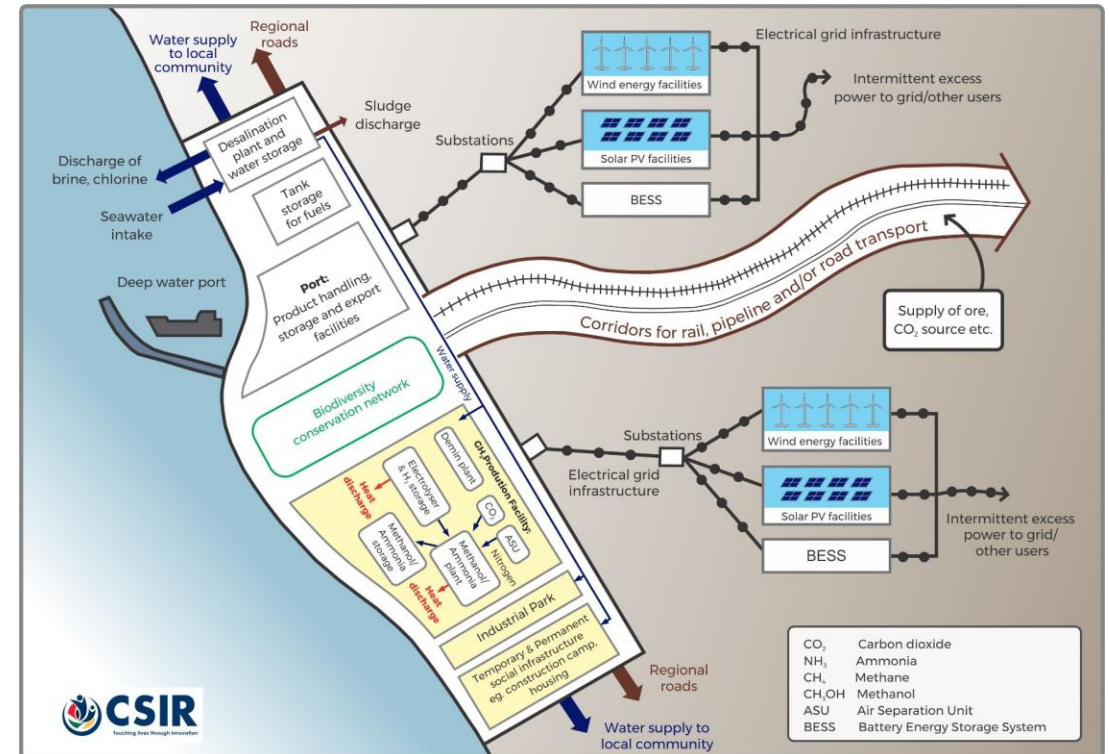 Regional
roads
Water supply
to local
community
Desalination
plant and
water storage
Sludge
discharge
Discharge of
brine, chlorine
Seawater
intake
Tank
storage
for fuels
Deep water port
Port:
Product handling,
storage and export
facilities
Biodiversity
conservation network
Water supply
Electrical grid infrastructure
Wind energy facilities
Substations
Solar PV facilities
BESS
Intermittent excess
power to grid/other users
Corridors for rail, pipeline and/or road transport
Supply of ore,
CO₂ source etc.
GH₂Prodution Facility:
Demin plant
Electrolyser
& H₂ storage
Heat
discharge
CO₂
ASU
Nitrogen
Methanol/
Ammonia
plant
Methanol/
Ammonia
storage
Heat
discharge
Industrial Park
Temporary & Permanent
social infrastructure
eg. construction camp,
housing
Substations
Electrical grid
infrastructure
Wind energy facilities
Solar PV facilities
BESS
Intermittent excess
power to grid/
other users
Regional
roads
Water supply to
local community
CO₂ Carbon dioxide
NH₃ Ammonia
CH₄ Methane
CH₃OH Methanol
ASU Air Separation Unit
BESS Battery Energy Storage System
CSIR
Touching lives through innovation